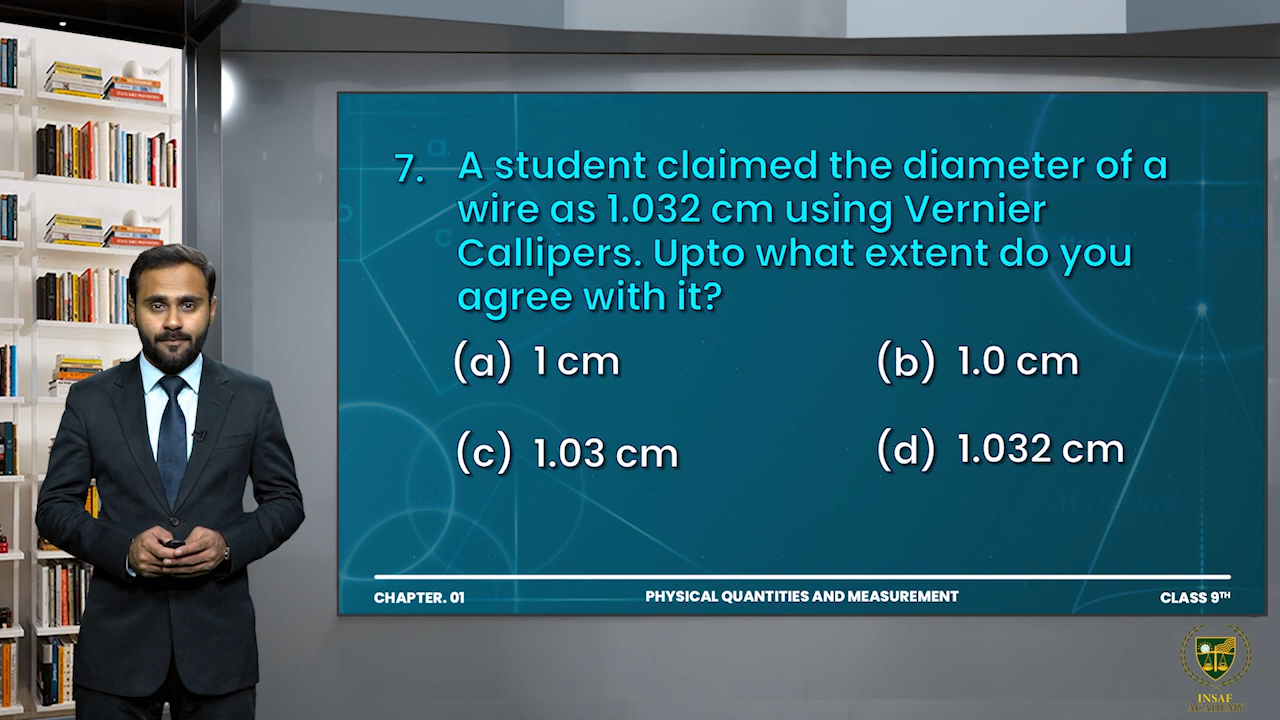 7. A student claimed the diameter of a
wire as 1.032 cm using Vernier
Callipers. Upto what extent do you
agree with it?
(a) 1 cm
(b) 1.0 cm
(c) 1.03 cm
(d) 1.032 cm
CHAPTER. 01
PHYSICAL QUANTITIES AND MEASUREMENT
CLASS 9TH
INSAF
ACADEMY